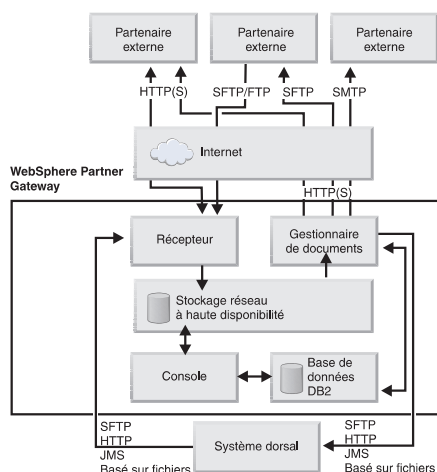 Partenaire
externe
Partenaire
externe
Partenaire
externe
HTTP(S)
SFTP/FTP
SFTP
SMTP
Internet
WebSphere Partner
Gateway
HTTP(S)
Récepteur
Gestionnaire
de documents
Stockage réseau
à haute disponibilité
Console
Base de
données
DB2
SFTP
HTTP
JMS
Basé sur fichiers
Système dorsal
SFTP
HTTP
JMS
Basé sur fichiers